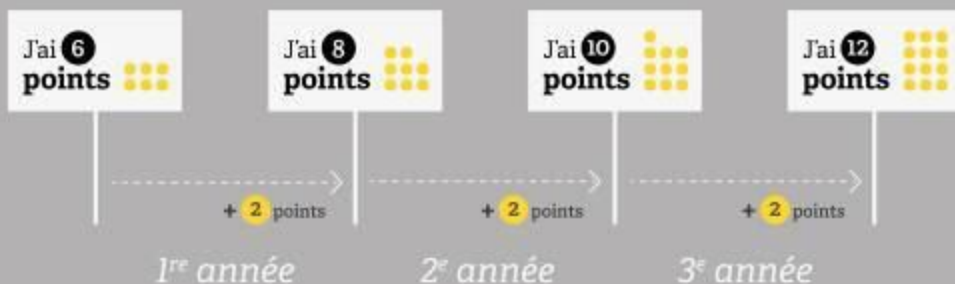 J'ai 6
points
J'ai 8
points
J'ai 10
points
J'ai 12
points
+ 2 points
+ 2 points
+ 2 points
1re année
2e année
3e année